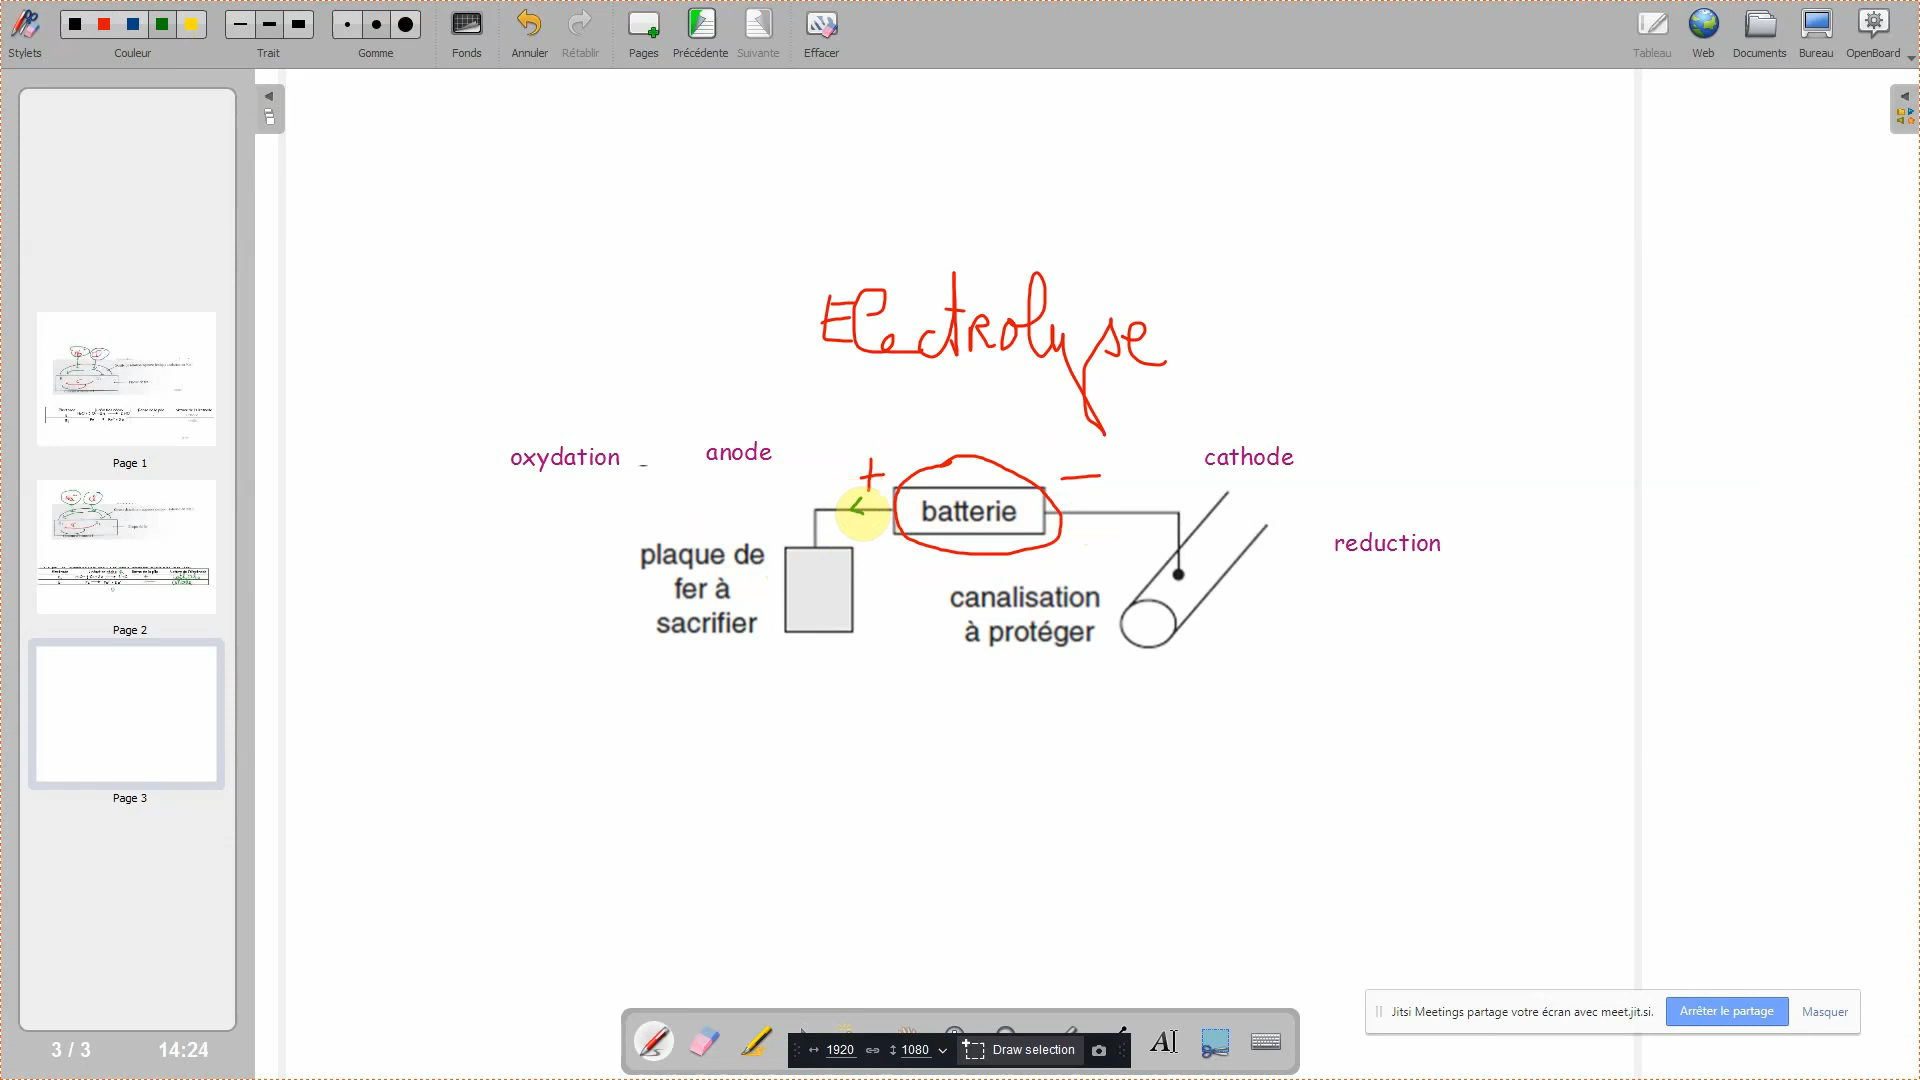 Stylets
Couleur
Trait
Gomme
Fonds
Annuler
Rétablir
Pages
Précédente
Suivante
Effacer
Tableau
Web
Documents
Bureau
OpenBoard
Page 1
Page 2
Page 3
3 / 3
14:24
Electrolyse
oxydation -
anode
cathode
+
-
batterie
reduction
plaque de
fer à
sacrifier
canalisation
à protéger
Jitsi Meetings partage votre écran avec meet.jit.si.
Arrêter le partage
Masquer
1920
1080
Draw selection